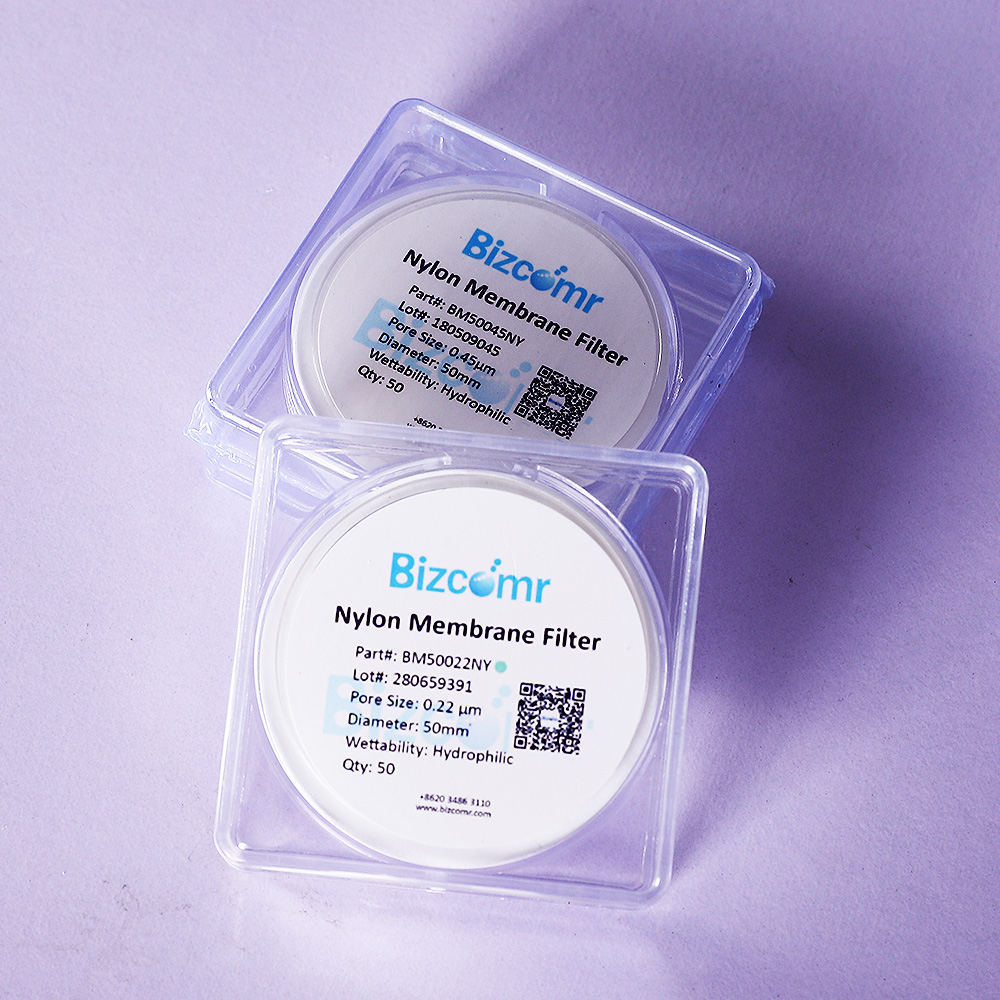 Bizcomr
Nylon Membrane Filter
Part#: BM50045NY
Lot#: 180509045
Pore Size: 0.45μm
Diameter: 50mm
Wettability: Hydrophilic
Qty: 50
+8620
Bizcomr
Nylon Membrane Filter
Part#: BM50022NY
Lot#: 280659391
Pore Size: 0.22 μm
Diameter: 50mm
Wettability: Hydrophilic
Qty: 50
+8620 3486 3110
www.bizcomr.com